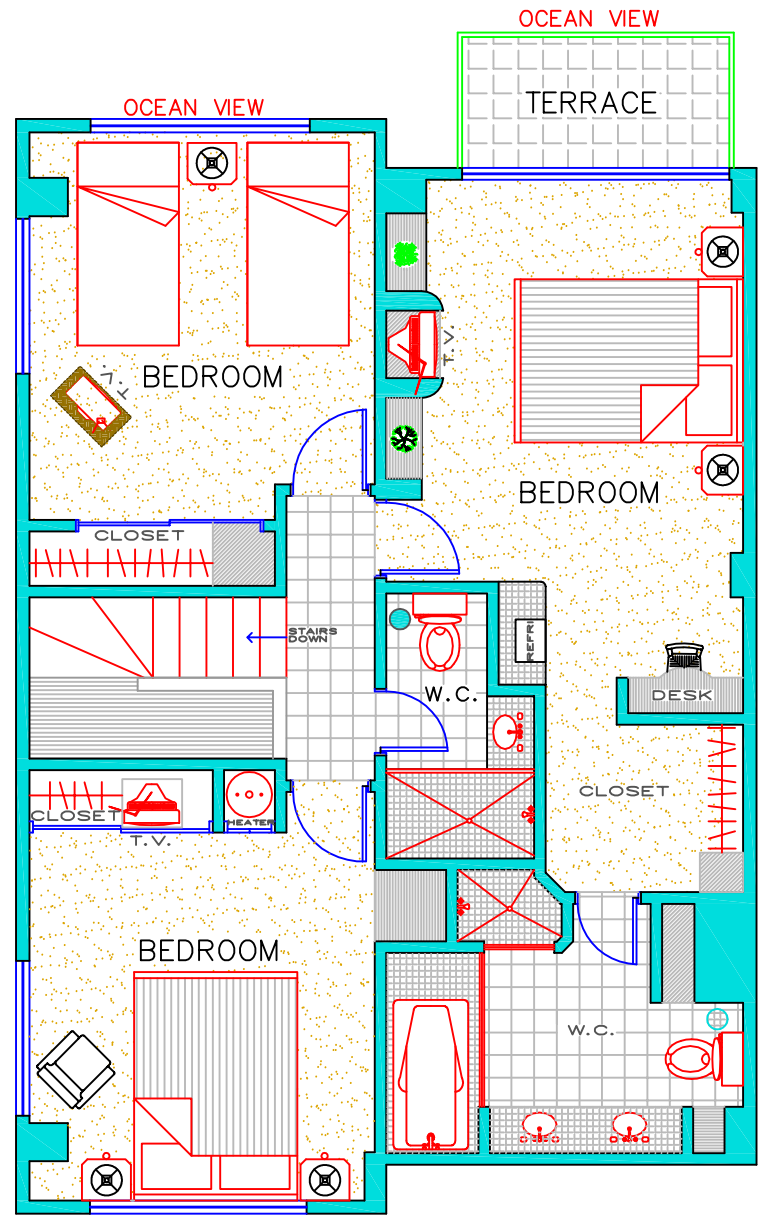 OCEAN VIEW
TERRACE
OCEAN VIEW
T.V.
T.V.
BEDROOM
BEDROOM
CLOSET
STAIRS
DOWN
REFRI
W.C.
DESK
CLOSET
CLOSET
HEATER
T.V.
BEDROOM
W.C.